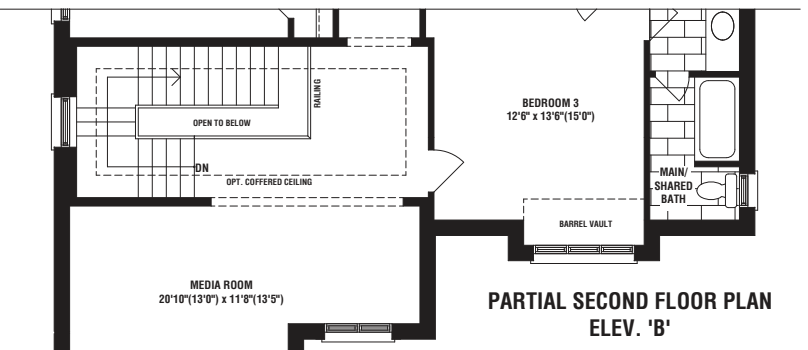 RAILING
OPEN TO BELOW
DN
OPT. COFFERED CEILING
BEDROOM 3
12'6" x 13'6"(15'0")
MAIN/
SHARED
BATH
BARREL VAULT
MEDIA ROOM
20'10"(13'0") x 11'8"(13'5")
PARTIAL SECOND FLOOR PLAN
ELEV. 'B'